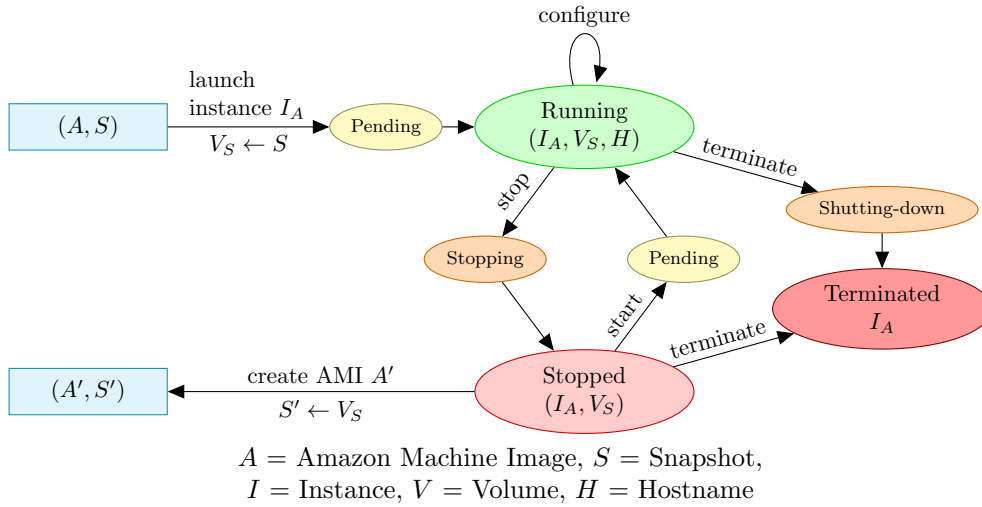 configure
launch
instance I_A
V_S ← S
(A, S)
Pending
Running
(I_A, V_S, H)
terminate
stop
Shutting-down
Stopping
Pending
Terminated
I_A
start
terminate
(A′, S′)
create AMI A′
S′ ← V_S
Stopped
(I_A, V_S)
A = Amazon Machine Image, S = Snapshot,
I = Instance, V = Volume, H = Hostname